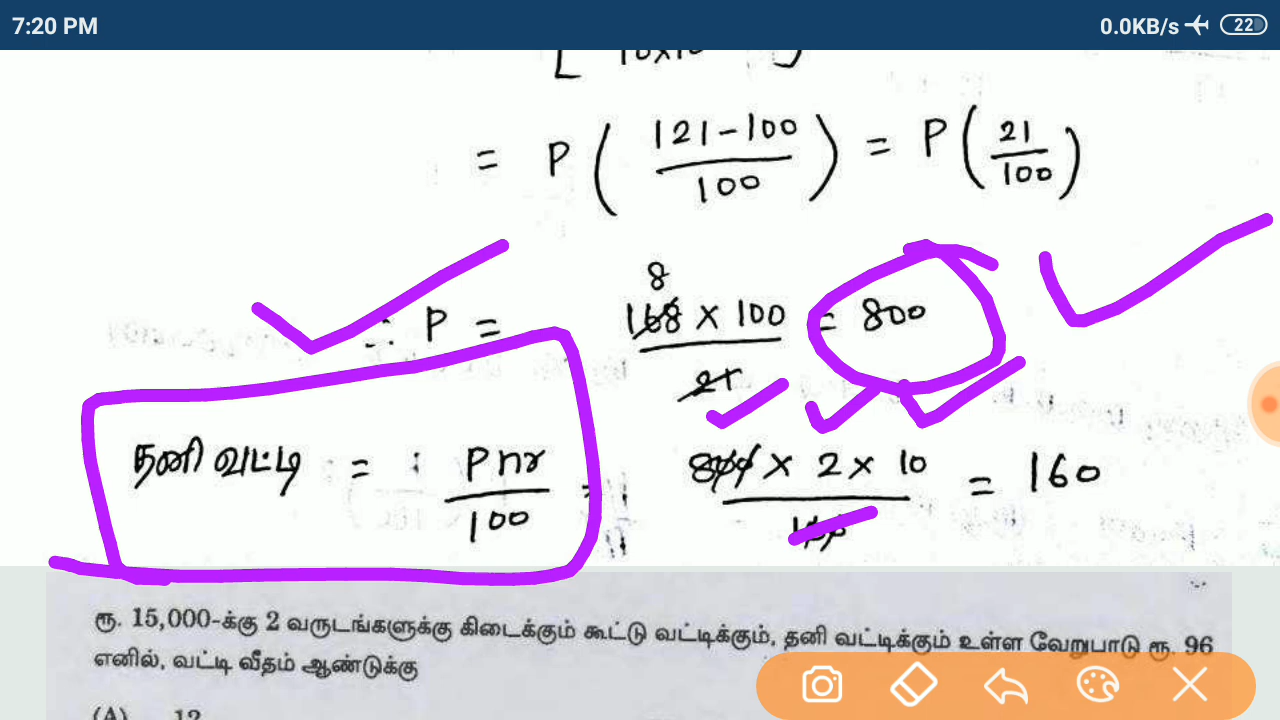 7:20 PM 0.0KB/s 22
= P ( 121-100 / 100 ) = P ( 21 / 100 )
8
∴ P = 168 x 100 / 21 = 800
தனி வட்டி = Pnr / 100 = 800 x 2 x 10 / 100 = 160
ரூ. 15,000-க்கு 2 வருடங்களுக்கு கிடைக்கும் கூட்டு வட்டிக்கும், தனி வட்டிக்கும் உள்ள வேறுபாடு ரூ. 96
எனில், வட்டி வீதம் ஆண்டுக்கு
(A) 12